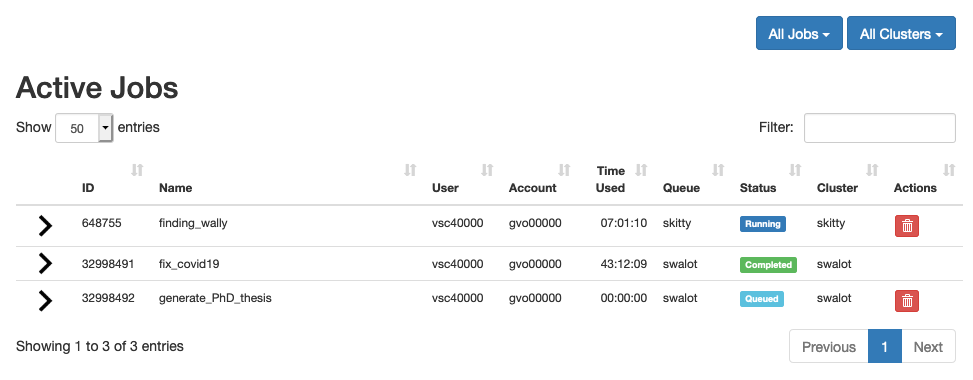 All Jobs All Clusters
Active Jobs
Show 50 entries Filter:
ID Name User Account Time Used Queue Status Cluster Actions
648755 finding_wally vsc40000 gvo00000 07:01:10 skitty Running skitty
32998491 fix_covid19 vsc40000 gvo00000 43:12:09 swalot Completed swalot
32998492 generate_PhD_thesis vsc40000 gvo00000 00:00:00 swalot Queued swalot
Showing 1 to 3 of 3 entries Previous 1 Next